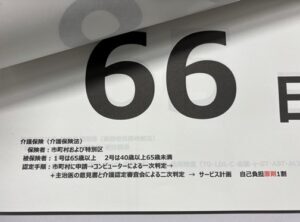 66
日
介護保険（介護保険法）
保険者：市町村および特別区
被保険者：１号は65歳以上　２号は40歳以上65歳未満
認定手順：市町村に申請→コンピューターによる一次判定→
＋主治医の意見書と介護認定審査会による二次判定　→　サービス計画　自己負担原則1割